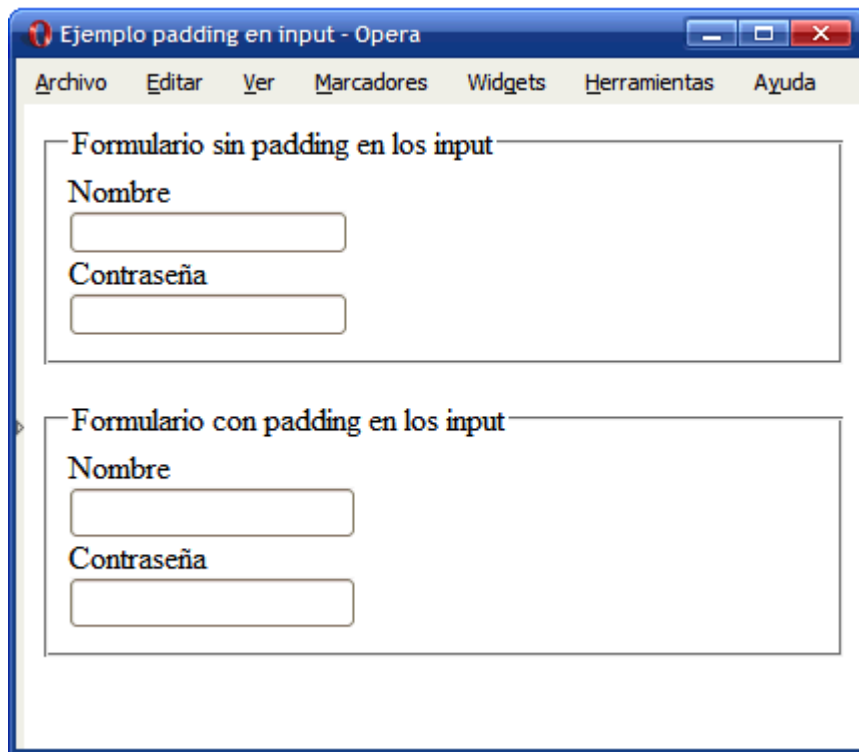 Ejemplo padding en input - Opera
Archivo Editar Ver Marcadores Widgets Herramientas Ayuda
Formulario sin padding en los input
Nombre
Contraseña
Formulario con padding en los input
Nombre
Contraseña